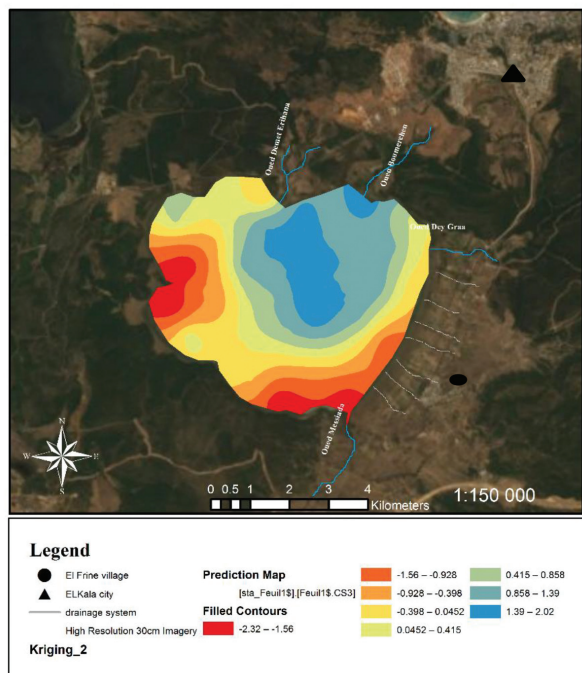 Oued Demet Erihana
Oued Boumerchen
Oued Dey Graa
Oued Messiada
N
W E
S
0 0.5 1 2 3 4
Kilometers
1:150 000
Legend
El Frine village
ELKala city
drainage system
High Resolution 30cm Imagery
Kriging_2
Prediction Map
[sta_Feuil1$].[Feuil1$.CS3]
Filled Contours
-2.32 – -1.56
-1.56 – -0.928
-0.928 – -0.398
-0.398 – 0.0452
0.0452 – 0.415
0.415 – 0.858
0.858 – 1.39
1.39 – 2.02